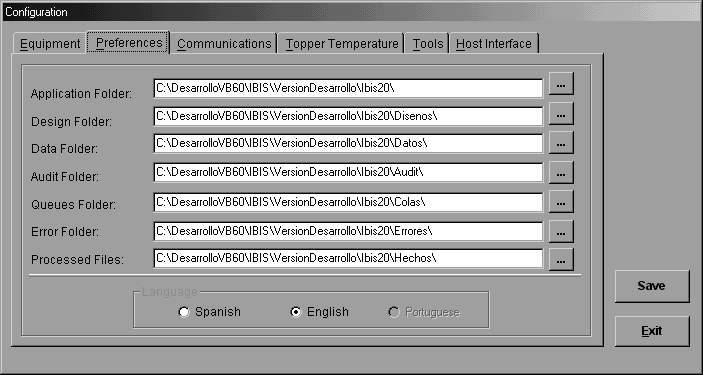 Configuration
Equipment Preferences Communications Topper Temperature Tools Host Interface
Application Folder: C:\DesarrolloVB60\IBIS\VersionDesarrollo\Ibis20\ ...
Design Folder: C:\DesarrolloVB60\IBIS\VersionDesarrollo\Ibis20\Disenos\ ...
Data Folder: C:\DesarrolloVB60\IBIS\VersionDesarrollo\Ibis20\Datos\ ...
Audit Folder: C:\DesarrolloVB60\IBIS\VersionDesarrollo\Ibis20\Audit\ ...
Queues Folder: C:\DesarrolloVB60\IBIS\VersionDesarrollo\Ibis20\Colas\ ...
Error Folder: C:\DesarrolloVB60\IBIS\VersionDesarrollo\Ibis20\Errores\ ...
Processed Files: C:\DesarrolloVB60\IBIS\VersionDesarrollo\Ibis20\Hechos\ ...
Language
Spanish English Portuguese
Save
Exit